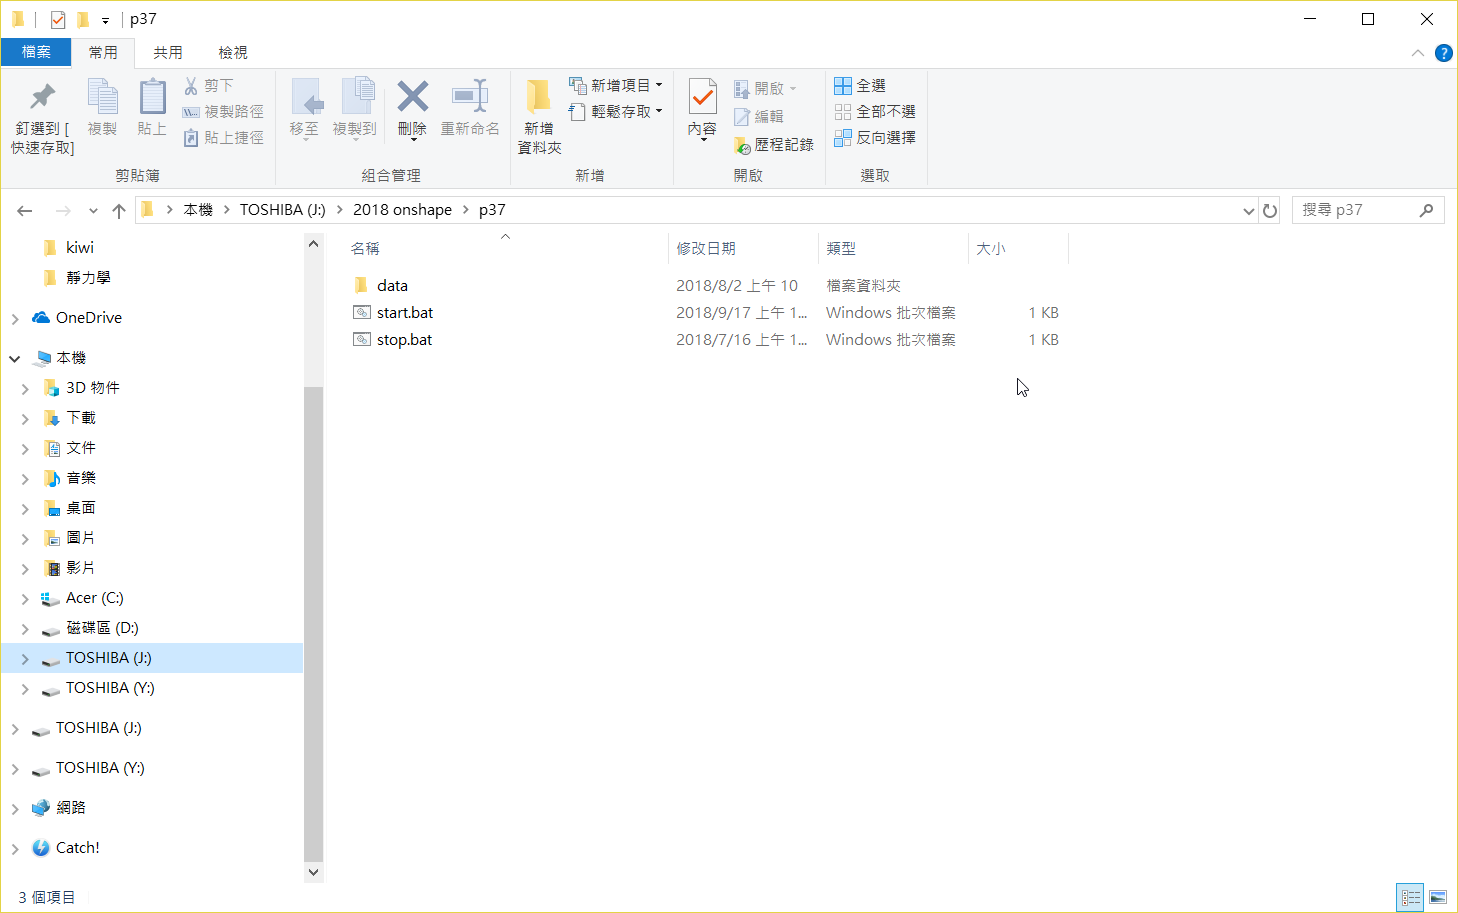 p37
檔案 常用 共用 檢視
釘選到 [
快速存取]
複製
貼上
剪下
複製路徑
貼上捷徑
剪貼簿
移至
複製到
刪除
重新命名
組合管理
新增
資料夾
新增項目
輕鬆存取
新增
內容
開啟
編輯
歷程記錄
開啟
全選
全部不選
反向選擇
選取
本機 TOSHIBA (J:) 2018 onshape p37
搜尋 p37
kiwi
靜力學
OneDrive
本機
3D 物件
下載
文件
音樂
桌面
圖片
影片
Acer (C:)
磁碟區 (D:)
TOSHIBA (J:)
TOSHIBA (Y:)
TOSHIBA (J:)
TOSHIBA (Y:)
網路
Catch!
名稱 修改日期 類型 大小
data 2018/8/2 上午 10 檔案資料夾
start.bat 2018/9/17 上午 1... Windows 批次檔案 1 KB
stop.bat 2018/7/16 上午 1... Windows 批次檔案 1 KB
3 個項目